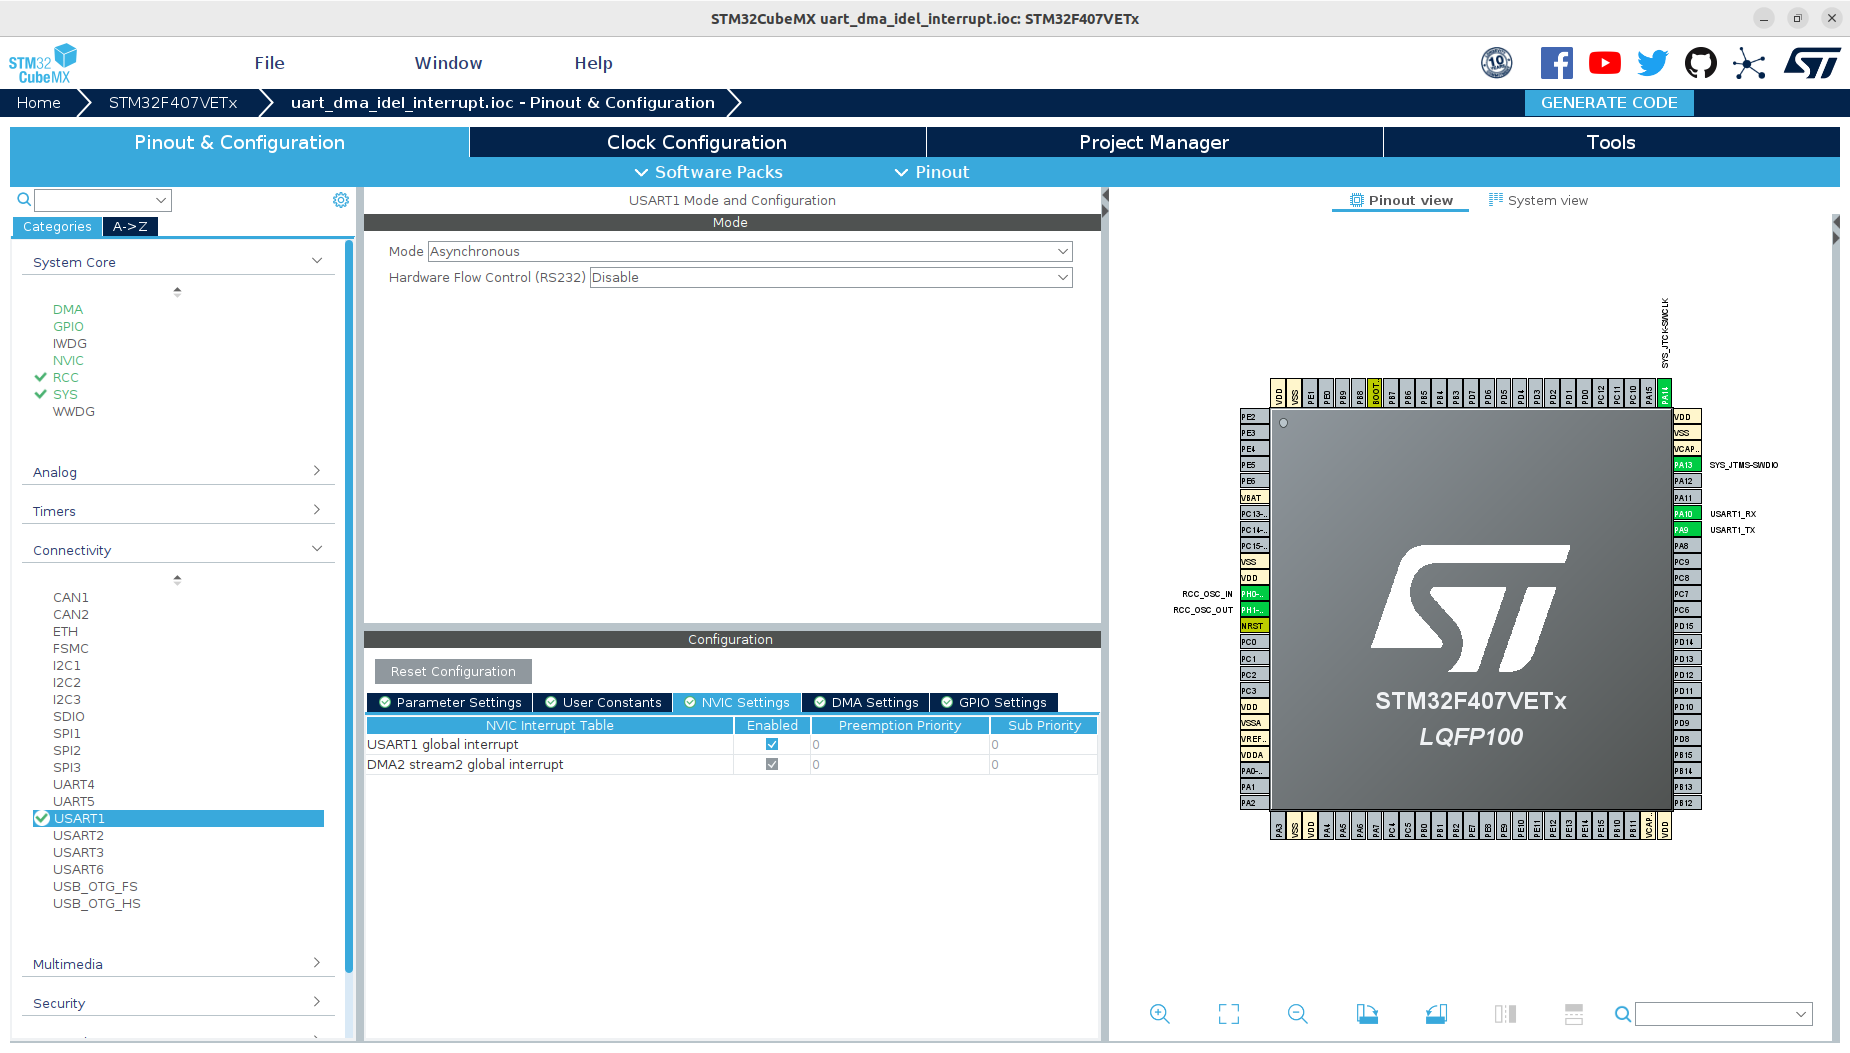 STM32CubeMX uart_dma_idel_interrupt.ioc: STM32F407VETx
STM32 CubeMX
File Window Help
10
Home STM32F407VETx uart_dma_idel_interrupt.ioc - Pinout & Configuration GENERATE CODE
Pinout & Configuration Clock Configuration Project Manager Tools
Software Packs Pinout
Categories A->Z
System Core
DMA
GPIO
IWDG
NVIC
RCC
SYS
WWDG
Analog
Timers
Connectivity
CAN1
CAN2
ETH
FSMC
I2C1
I2C2
I2C3
SDIO
SPI1
SPI2
SPI3
UART4
UART5
USART1
USART2
USART3
USART6
USB_OTG_FS
USB_OTG_HS
Multimedia
Security
USART1 Mode and Configuration
Mode
Mode Asynchronous
Hardware Flow Control (RS232) Disable
Configuration
Reset Configuration
Parameter Settings User Constants NVIC Settings DMA Settings GPIO Settings
NVIC Interrupt Table Enabled Preemption Priority Sub Priority
USART1 global interrupt 0 0
DMA2 stream2 global interrupt 0 0
Pinout view System view
SYS_JTCK-SWCLK
VDD VSS PE1 PE0 PB9 PB8 BOOT.. PB7 PB6 PB5 PB4 PB3 PD7 PD6 PD5 PD4 PD3 PD2 PD1 PD0 PC12 PC11 PC10 PA15 PA14
PE2 VDD
PE3 VSS
PE4 VCAP..
PE5 PA13 SYS_JTMS-SWDIO
PE6 PA12
VBAT PA11
PC13-.. PA10 USART1_RX
PC14-.. PA9 USART1_TX
PC15-.. PA8
VSS PC9
VDD PC8
RCC_OSC_IN PH0-.. PC7
RCC_OSC_OUT PH1-.. PC6
NRST PD15
PC0 PD14
PC1 PD13
PC2 PD12
PC3 PD11
VDD PD10
VSSA PD9
VREF.. PD8
VDDA PB15
PA0-.. PB14
PA1 PB13
PA2 PB12
ST
STM32F407VETx
LQFP100
PA3 VSS VDD PA4 PA5 PA6 PA7 PC4 PC5 PB0 PB1 PB2 PE7 PE8 PE9 PE10 PE11 PE12 PE13 PE14 PE15 PB10 PB11 VCAP.. VDD